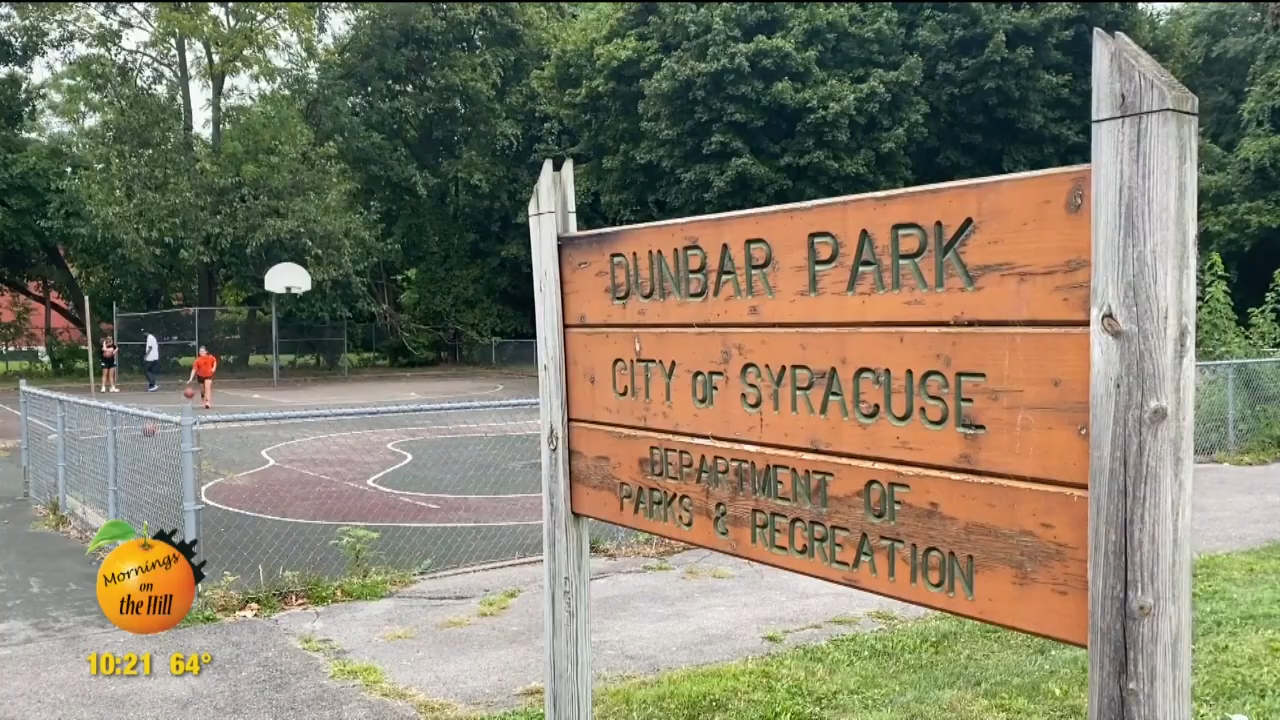 DUNBAR PARK
CITY OF SYRACUSE
DEPARTMENT OF
PARKS & RECREATION
Mornings
on
the Hill
10:21 64°